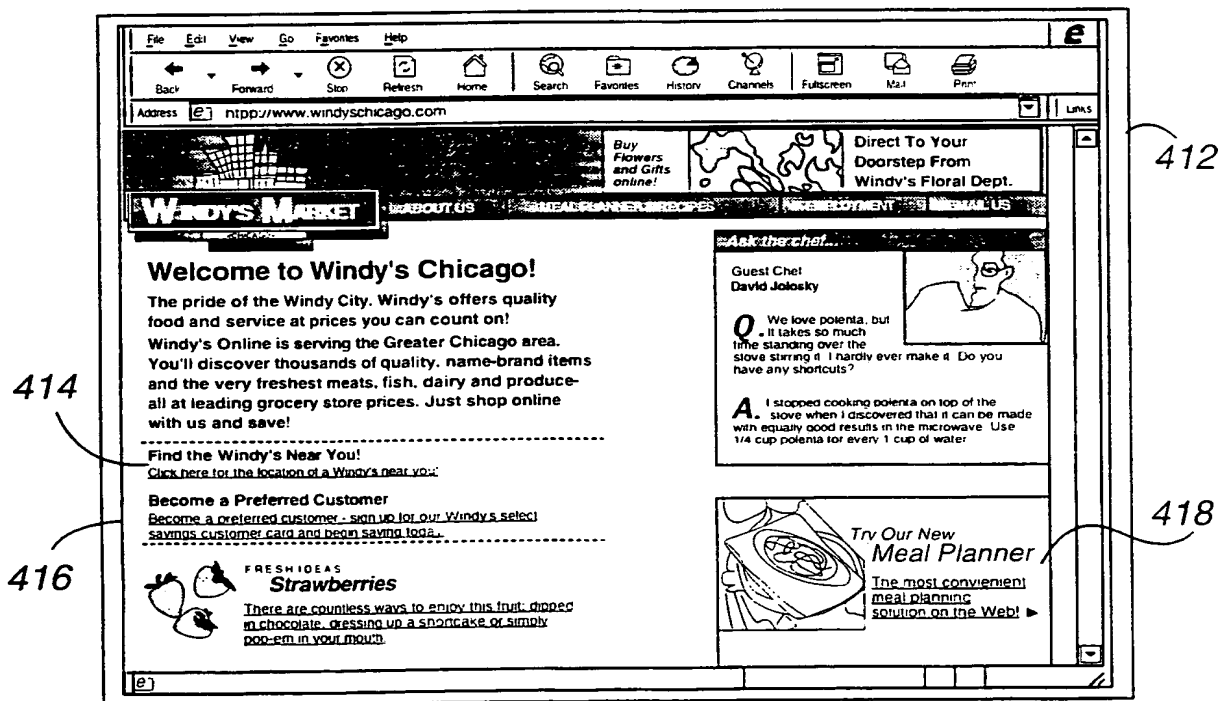 File Edit View Go Favorites Help
Back Forward Stop Refresh Home Search Favorites History Channels Fullscreen Mail Print
Address htpp://www.windyschicago.com Links
412
Buy
Flowers
and Gifts
online!
Direct To Your
Doorstep From
Windy's Floral Dept.
WINDY'S MARKET
CHICAGO
ABOUT US MEAL PLANNER & RECIPES EMPLOYMENT EMAIL US
Welcome to Windy's Chicago!
The pride of the Windy City. Windy's offers quality
food and service at prices you can count on!
Windy's Online is serving the Greater Chicago area.
You'll discover thousands of quality, name-brand items
and the very freshest meats, fish, dairy and produce-
all at leading grocery store prices. Just shop online
with us and save!
414
Find the Windy's Near You!
Click here for the location of a Windy's near you!
Become a Preferred Customer
Become a preferred customer - sign up for our Windy's select
savings customer card and begin saving today.
416
FRESH IDEAS
Strawberries
There are countless ways to enjoy this fruit: dipped
in chocolate, dressing up a shortcake or simply
pop-em in your mouth.
Ask the chef...
Guest Chef
David Jolosky
Q. We love polenta, but
it takes so much
time standing over the
stove stirring it I hardly ever make it. Do you
have any shortcuts?
A. I stopped cooking polenta on top of the
stove when I discovered that it can be made
with equally good results in the microwave. Use
1/4 cup polenta for every 1 cup of water
418
Try Our New
Meal Planner
The most convienient
meal planning
solution on the Web!